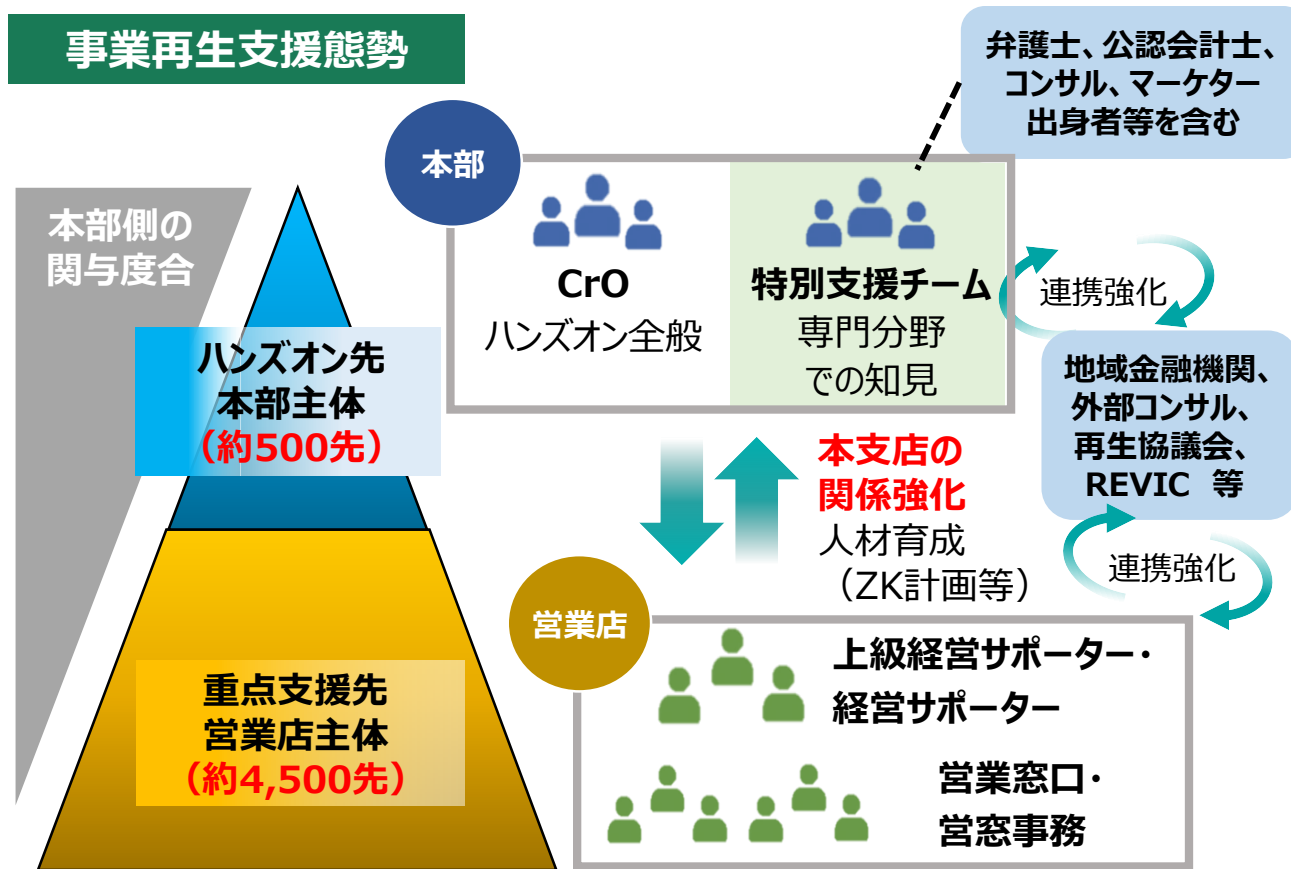 事業再生支援態勢
弁護士、公認会計士、
コンサル、マーケター
出身者等を含む
本部
本部側の
関与度合
CrO
ハンズオン全般
特別支援チーム
専門分野
での知見
連携強化
ハンズオン先
本部主体
（約500先）
地域金融機関、
外部コンサル、
再生協議会、
REVIC 等
本支店の
関係強化
人材育成
（ZK計画等）
連携強化
営業店
重点支援先
営業店主体
（約4,500先）
上級経営サポーター・
経営サポーター
営業窓口・
営窓事務